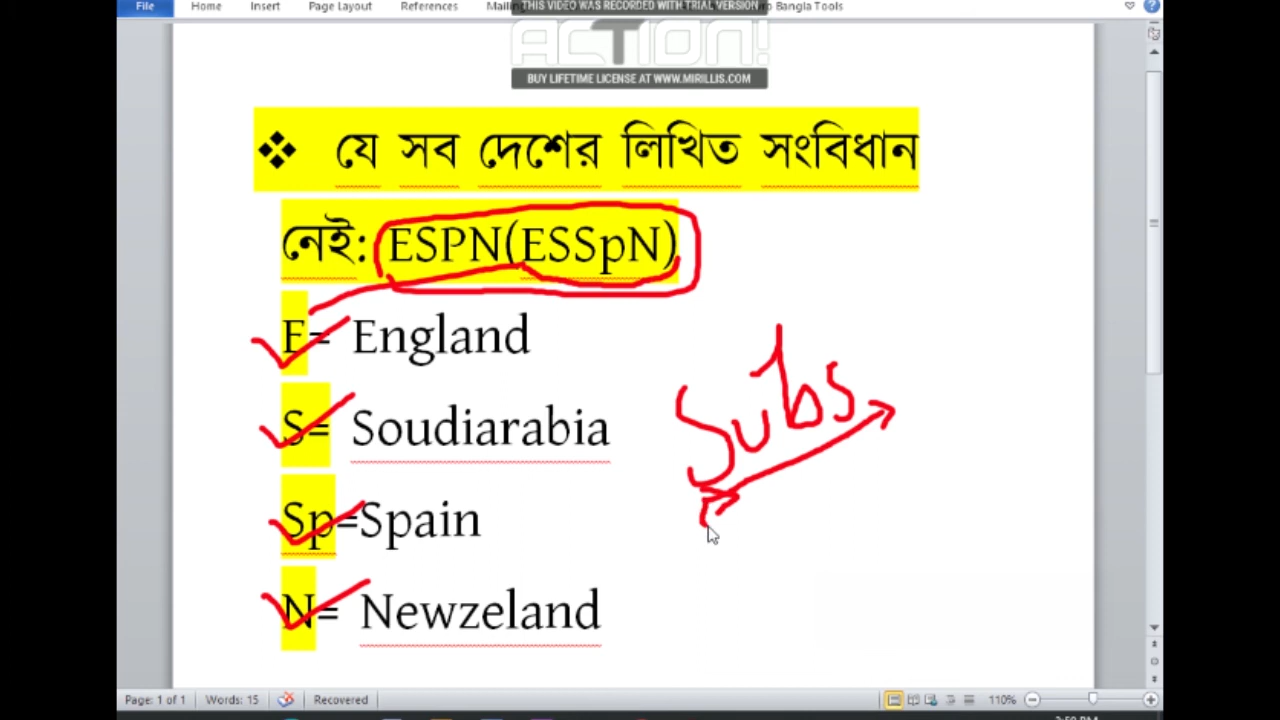 File Home Insert Page Layout References
THIS VIDEO WAS RECORDED WITH TRIAL VERSION
Bangla Tools
ACTION!
BUY LIFETIME LICENSE AT WWW.MIRILLIS.COM
❖ যে সব দেশের লিখিত সংবিধান
নেই: ESPN(ESSpN)
E= England
S= Soudiarabia
Subs
Sp=Spain
N= Newzeland
Page: 1 of 1 Words: 15 Recovered 110%